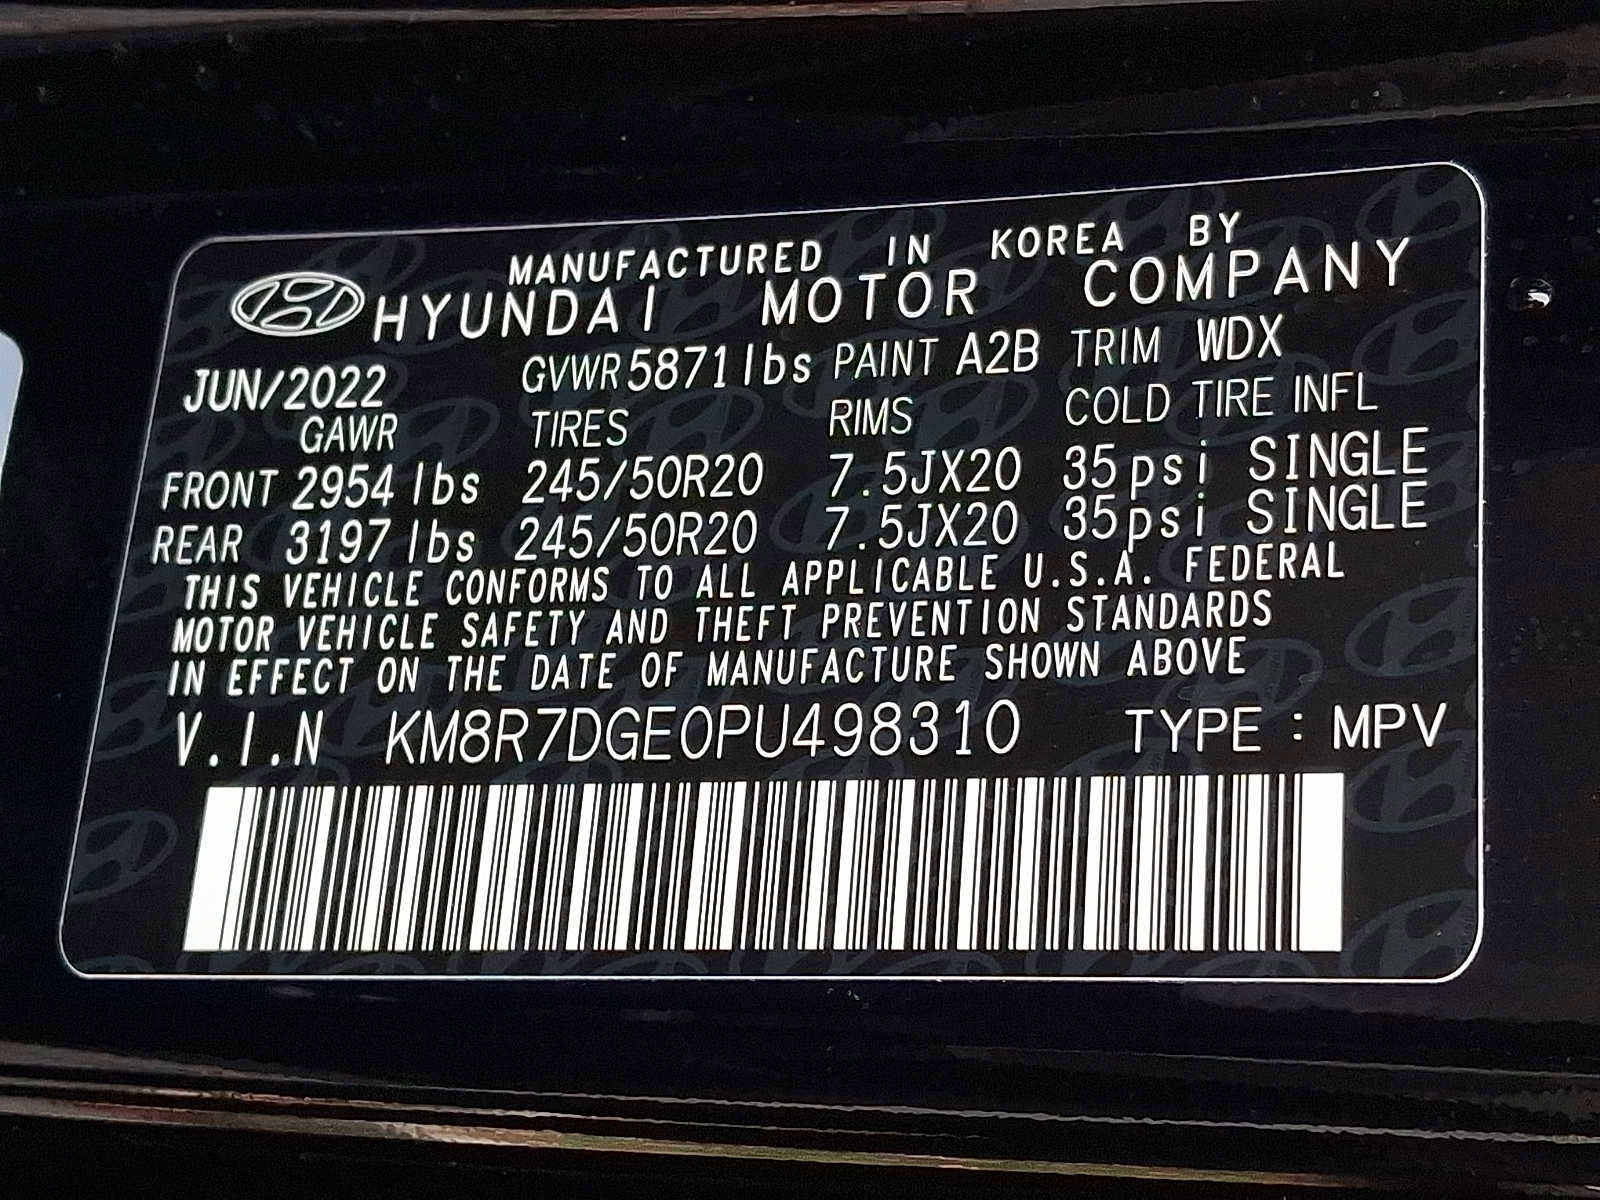 MANUFACTURED IN KOREA BY
HYUNDAI MOTOR COMPANY
JUN/2022 GVWR 5871 lbs PAINT A2B TRIM WDX
GAWR TIRES RIMS COLD TIRE INFL
FRONT 2954 lbs 245/50R20 7.5JX20 35psi SINGLE
REAR 3197 lbs 245/50R20 7.5JX20 35psi SINGLE
THIS VEHICLE CONFORMS TO ALL APPLICABLE U.S.A. FEDERAL
MOTOR VEHICLE SAFETY AND THEFT PREVENTION STANDARDS
IN EFFECT ON THE DATE OF MANUFACTURE SHOWN ABOVE
V.I.N KM8R7DGE0PU498310 TYPE : MPV